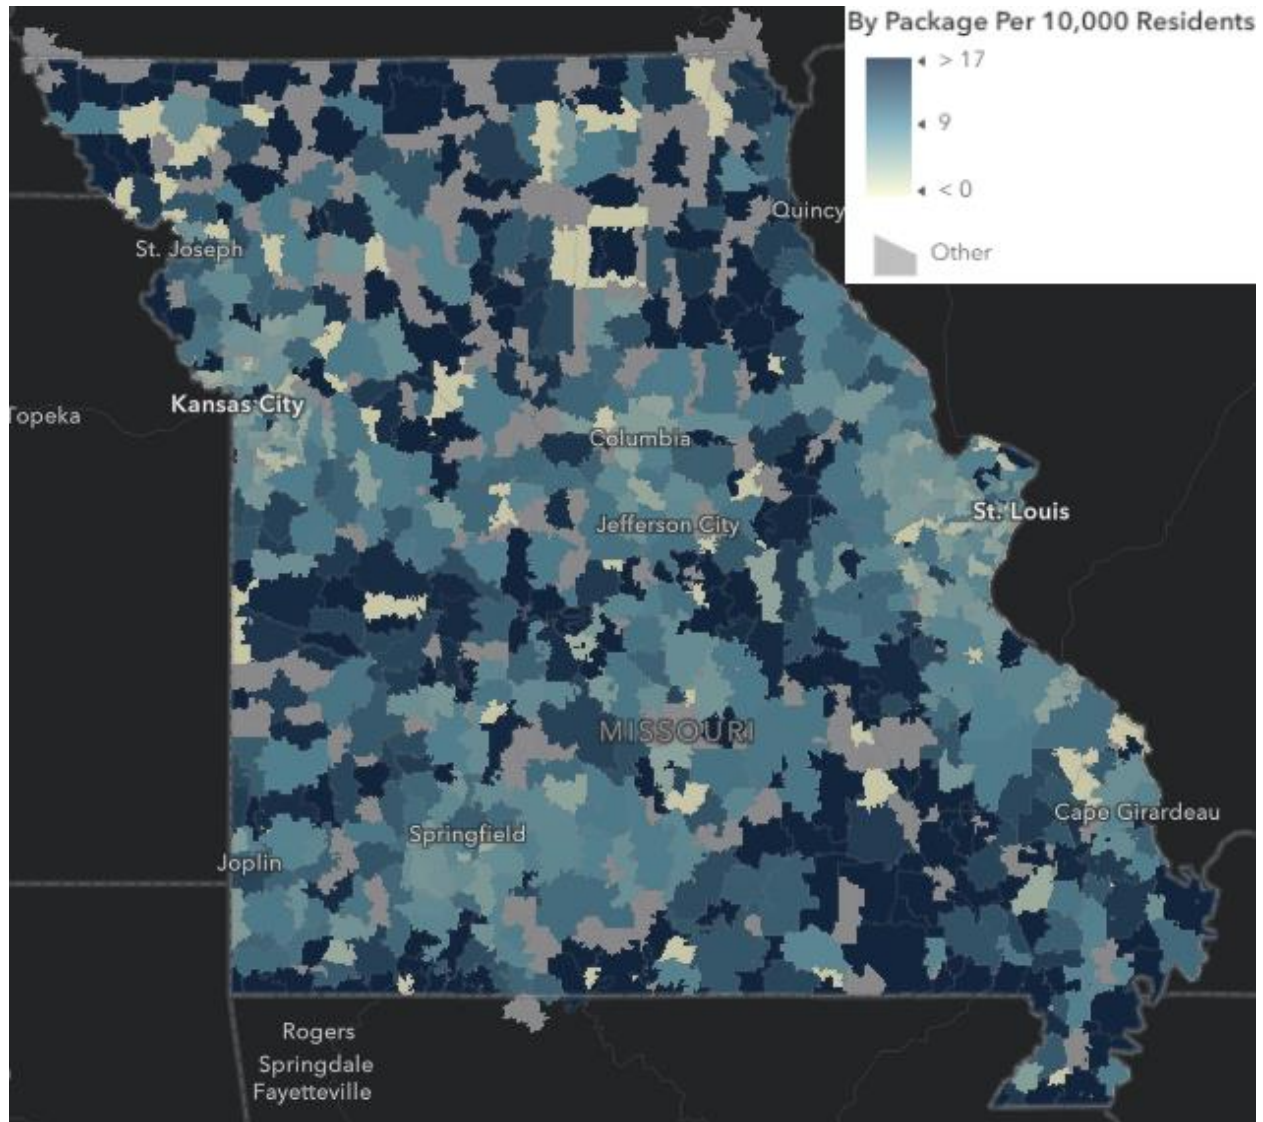 By Package Per 10,000 Residents
> 17
9
< 0
Other
Quincy
St. Joseph
Kansas City
Topeka
Columbia
St. Louis
Jefferson City
MISSOURI
Cape Girardeau
Springfield
Joplin
Rogers
Springdale
Fayetteville